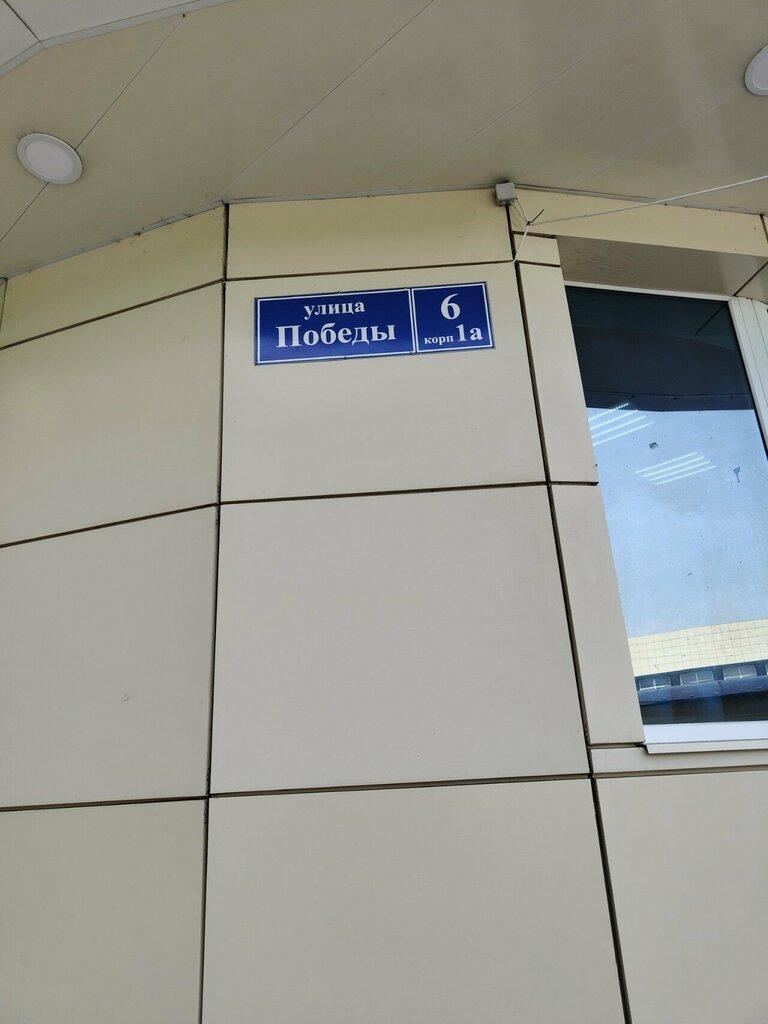 улица
Победы
6
корп 1а